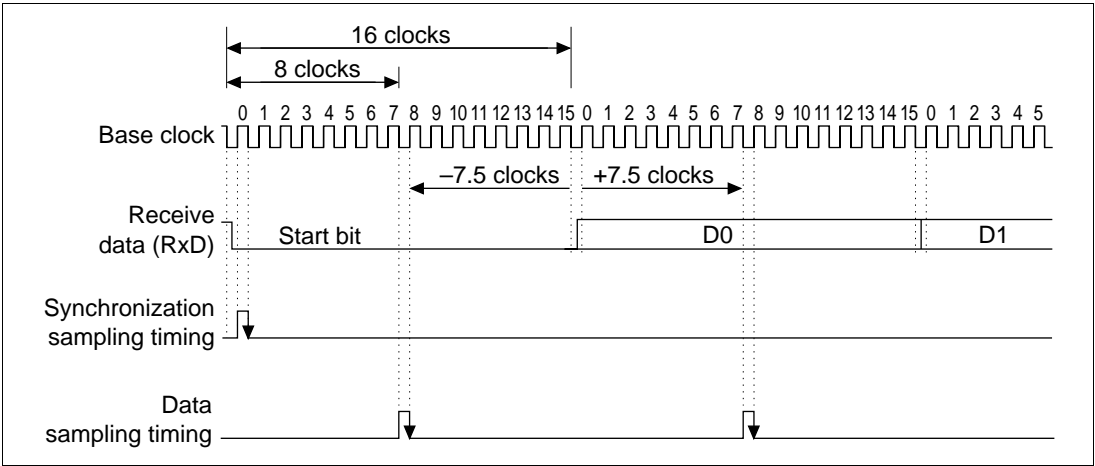 16 clocks
8 clocks
0 1 2 3 4 5 6 7 8 9 10 11 12 13 14 15 0 1 2 3 4 5 6 7 8 9 10 11 12 13 14 15 0 1 2 3 4 5
Base clock
–7.5 clocks +7.5 clocks
Receive
data (RxD)
Start bit D0 D1
Synchronization
sampling timing
Data
sampling timing